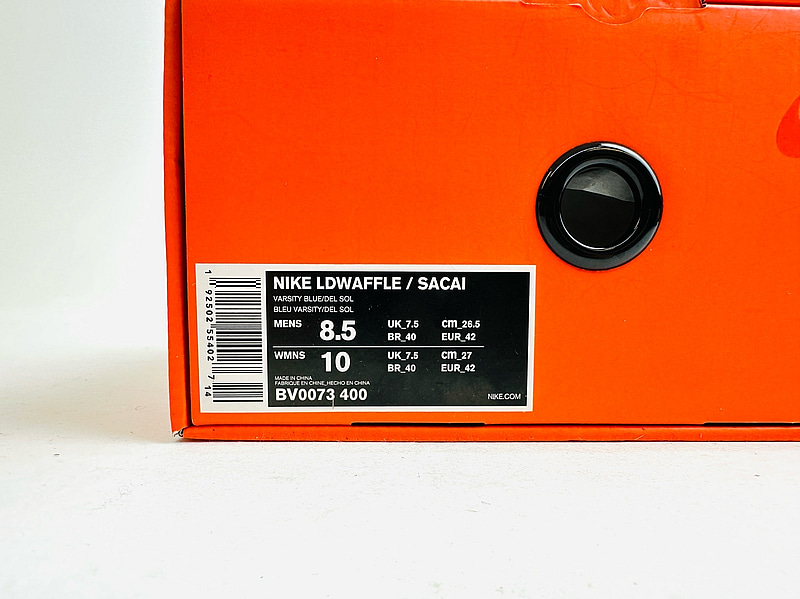 1 92502 55402 7 14
NIKE LDWAFFLE / SACAI
VARSITY BLUE/DEL SOL
BLEU VARSITY/DEL SOL
MENS 8.5 UK_7.5 cm_26.5
BR_40 EUR_42
WMNS 10 UK_7.5 cm_27
BR_40 EUR_42
MADE IN CHINA
FABRIQUE EN CHINE_HECHO EN CHINA
BV0073 400 NIKE.COM